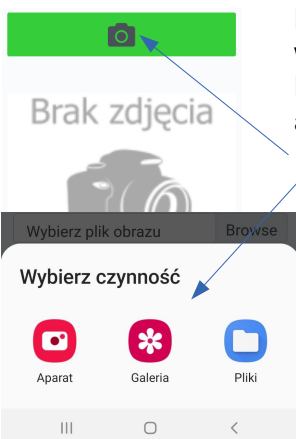 Brak zdjęcia
Wybierz plik obrazu Browse
Wybierz czynność
Aparat Galeria Pliki